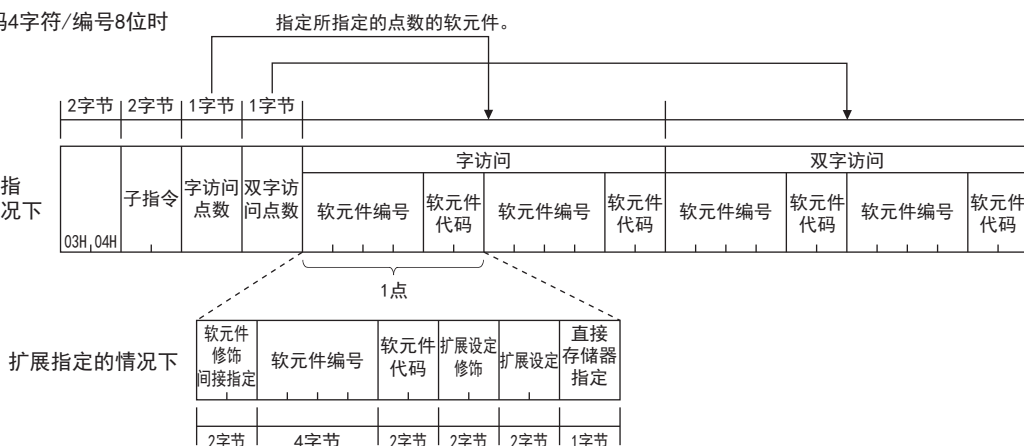 码4字符/编号8位时
指定所指定的点数的软元件。
2字节 2字节 1字节 1字节
字访问 双字访问
指
况下
03H,04H 子指令 字访问点数 双字访问点数 软元件编号 软元件代码 软元件编号 软元件代码 软元件编号 软元件代码 软元件编号 软元件代码
1点
扩展指定的情况下
软元件修饰间接指定 软元件编号 软元件代码 扩展设定修饰 扩展设定 直接存储器指定
2字节 4字节 2字节 2字节 2字节 1字节